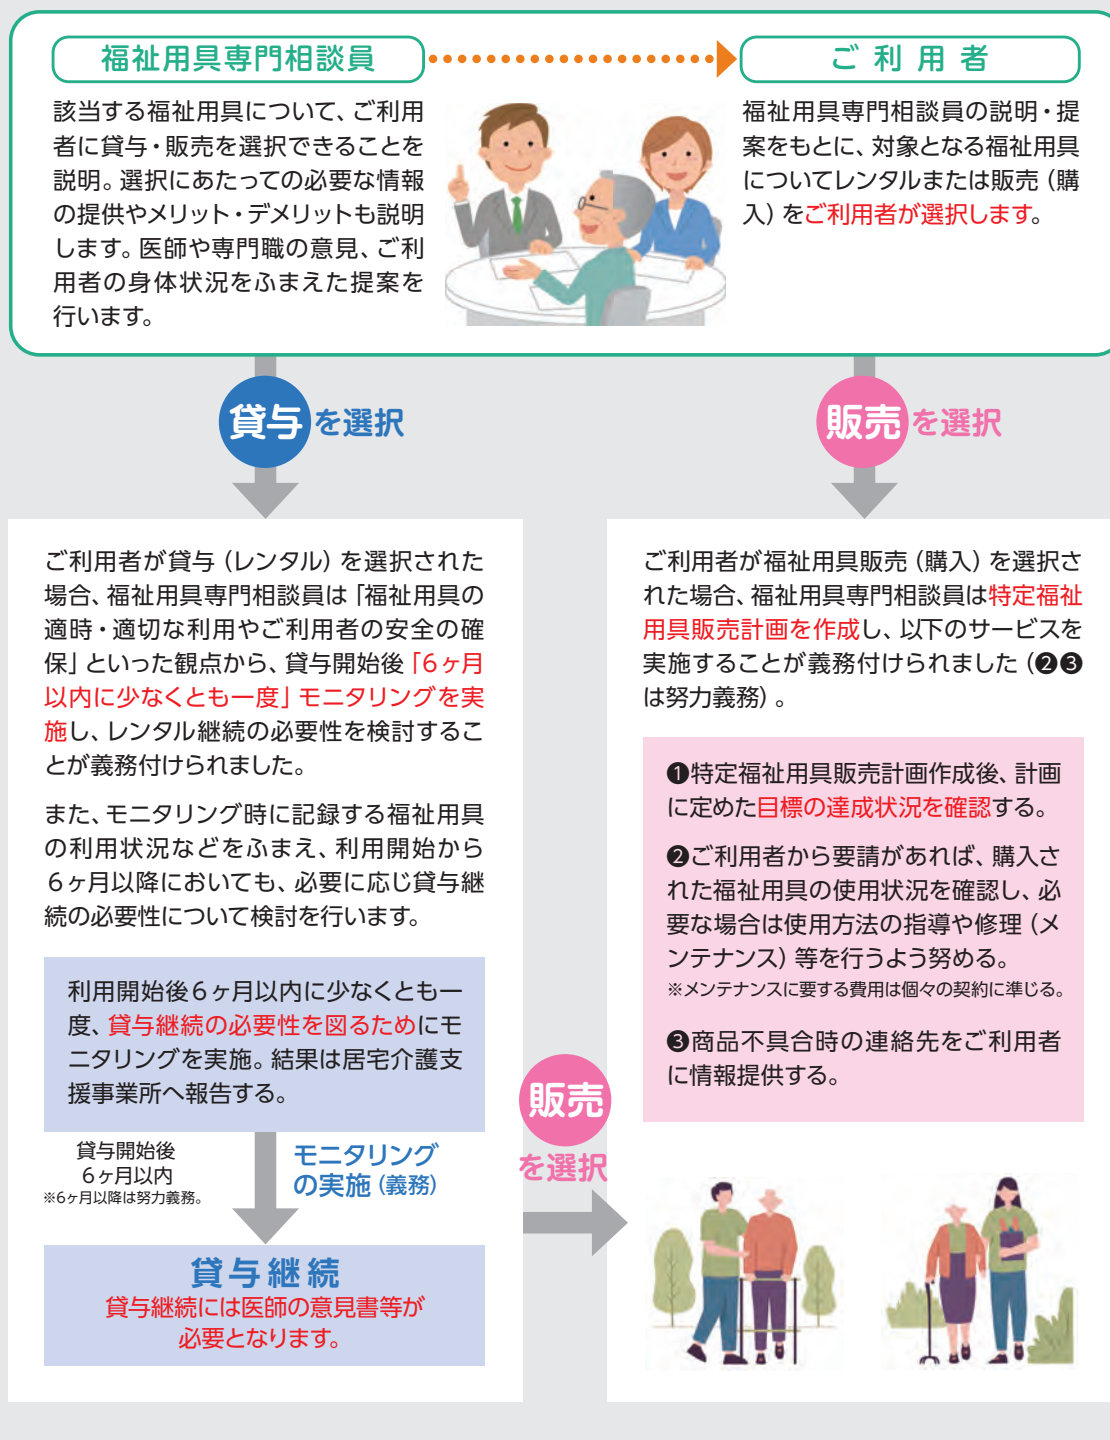 福祉用具専門相談員
該当する福祉用具について、ご利用
者に貸与・販売を選択できることを
説明。選択にあたっての必要な情報
の提供やメリット・デメリットも説明
します。医師や専門職の意見、ご利
用者の身体状況をふまえた提案を
行います。
ご利用者
福祉用具専門相談員の説明・提
案をもとに、対象となる福祉用具
についてレンタルまたは販売（購
入）をご利用者が選択します。
貸与を選択
販売を選択
ご利用者が貸与（レンタル）を選択された
場合、福祉用具専門相談員は「福祉用具の
適時・適切な利用やご利用者の安全の確
保」といった観点から、貸与開始後「6ヶ月
以内に少なくとも一度」モニタリングを実
施し、レンタル継続の必要性を検討するこ
とが義務付けられました。
また、モニタリング時に記録する福祉用具
の利用状況などをふまえ、利用開始から
6ヶ月以降においても、必要に応じ貸与継
続の必要性について検討を行います。
利用開始後6ヶ月以内に少なくとも一
度、貸与継続の必要性を図るためにモ
ニタリングを実施。結果は居宅介護支
援事業所へ報告する。
貸与開始後
6ヶ月以内
※6ヶ月以降は努力義務。
モニタリング
の実施（義務）
貸与継続
貸与継続には医師の意見書等が
必要となります。
販売
を選択
ご利用者が福祉用具販売（購入）を選択さ
れた場合、福祉用具専門相談員は特定福祉
用具販売計画を作成し、以下のサービスを
実施することが義務付けられました（❷❸
は努力義務）。
❶特定福祉用具販売計画作成後、計画
に定めた目標の達成状況を確認する。
❷ご利用者から要請があれば、購入さ
れた福祉用具の使用状況を確認し、必
要な場合は使用方法の指導や修理（メ
ンテナンス）等を行うよう努める。
※メンテナンスに要する費用は個々の契約に準じる。
❸商品不具合時の連絡先をご利用者
に情報提供する。